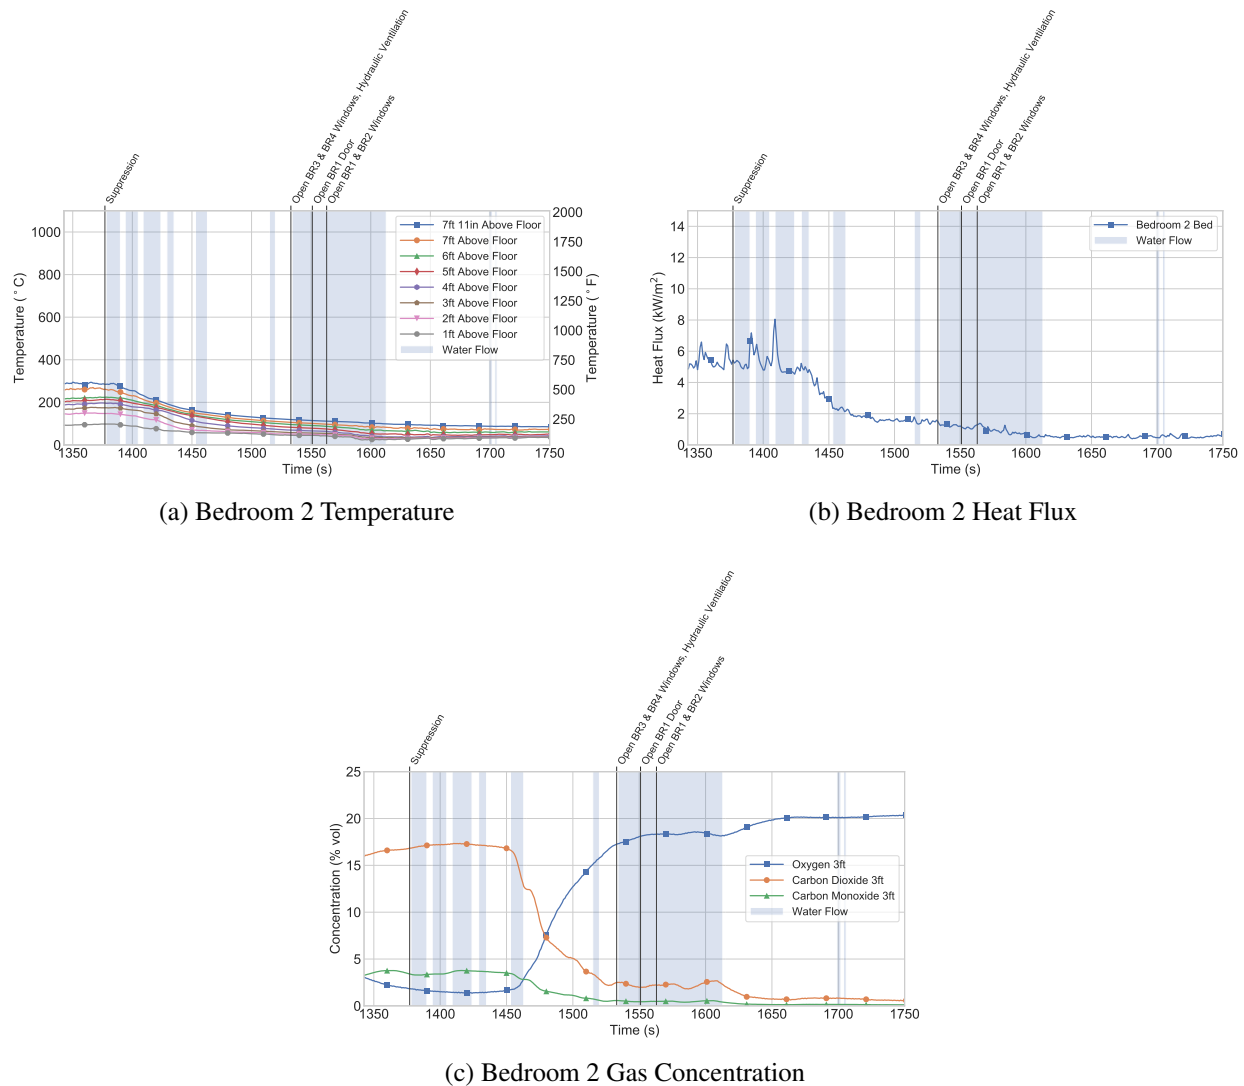 Suppression
Open BR3 & BR4 Windows, Hydraulic Ventilation
Open BR1 Door
Open BR1 & BR2 Windows
1000
800
600
400
200
0
Temperature (°C)
2000
1750
1500
1250
1000
750
500
250
Temperature (°F)
7ft 11in Above Floor
7ft Above Floor
6ft Above Floor
5ft Above Floor
4ft Above Floor
3ft Above Floor
2ft Above Floor
1ft Above Floor
Water Flow
1350 1400 1450 1500 1550 1600 1650 1700 1750
Time (s)
(a) Bedroom 2 Temperature
Suppression
Open BR3 & BR4 Windows, Hydraulic Ventilation
Open BR1 Door
Open BR1 & BR2 Windows
14
12
10
8
6
4
2
0
Heat Flux (kW/m²)
Bedroom 2 Bed
Water Flow
1350 1400 1450 1500 1550 1600 1650 1700 1750
Time (s)
(b) Bedroom 2 Heat Flux
Suppression
Open BR3 & BR4 Windows, Hydraulic Ventilation
Open BR1 Door
Open BR1 & BR2 Windows
25
20
15
10
5
0
Concentration (% vol)
Oxygen 3ft
Carbon Dioxide 3ft
Carbon Monoxide 3ft
Water Flow
1350 1400 1450 1500 1550 1600 1650 1700 1750
Time (s)
(c) Bedroom 2 Gas Concentration